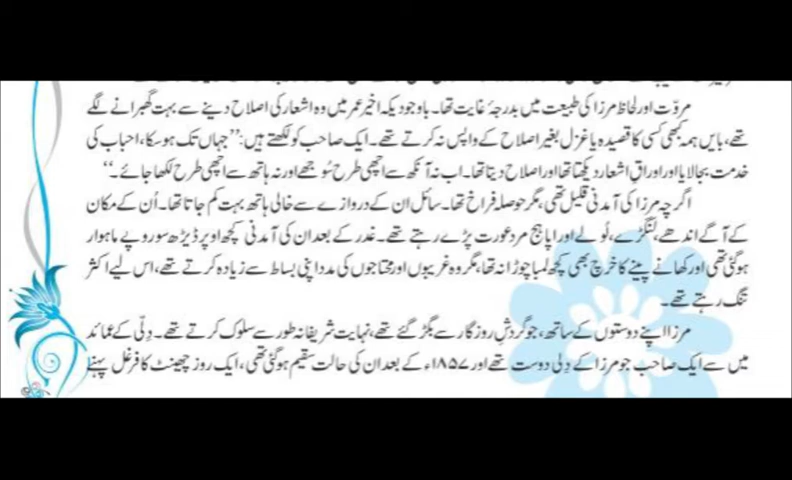 مروّت اور لحاظ مرزا کی طبیعت میں بدرجۂ غایت تھا۔ باوجودیکہ اخیر عمر میں وہ اشعار کی اصلاح دینے سے بہت گھبرانے لگے
تھے، بایں ہمہ کبھی کسی کا قصیدہ یا غزل بغیر اصلاح کے واپس نہ کرتے تھے۔ ایک صاحب کو لکھتے ہیں: ”جہاں تک ہو سکا، احباب کی
خدمت بجا لایا اور اوراقِ اشعار دیکھتا تھا اور اصلاح دیتا تھا۔ اب نہ آنکھ سے اچھی طرح سُوجھے اور نہ ہاتھ سے اچھی طرح لکھا جائے۔“
اگرچہ مرزا کی آمدنی قلیل تھی، مگر حوصلہ فراخ تھا۔ سائل ان کے دروازے سے خالی ہاتھ بہت کم جاتا تھا۔ اُن کے مکان
کے آگے اندھے، لنگڑے، لُولے اور اپاہج مرد عورت پڑے رہتے تھے۔ غدر کے بعد ان کی آمدنی کچھ اوپر ڈیڑھ سو روپے ماہوار
ہو گئی تھی اور کھانے پینے کا خرچ بھی کچھ لمبا چوڑا نہ تھا، مگر وہ غریبوں اور محتاجوں کی مدد اپنی بساط سے زیادہ کرتے تھے، اس لیے اکثر
تنگ رہتے تھے۔
مرزا اپنے دوستوں کے ساتھ، جو گردشِ روزگار سے بگڑ گئے تھے، نہایت شریفانہ طور سے سلوک کرتے تھے۔ دِلّی کے عمائد
میں سے ایک صاحب جو مرزا کے دِلی دوست تھے اور ۱۸۵۷ء کے بعد ان کی حالت سقیم ہو گئی تھی، ایک روز چھینٹ کا فرغل پہنے